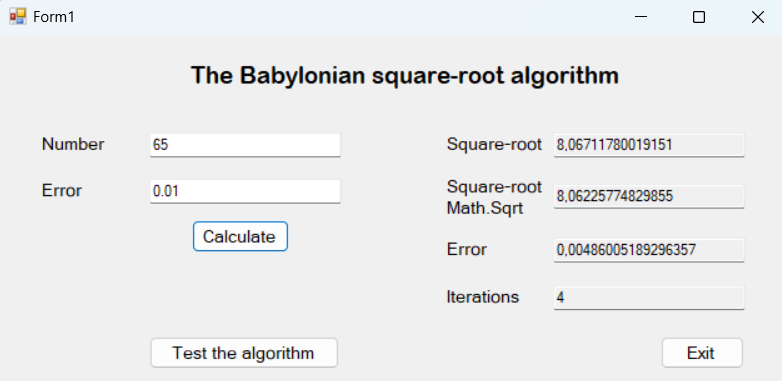 Form1
The Babylonian square-root algorithm
Number 65
Error 0.01
Calculate
Square-root 8,06711780019151
Square-root
Math.Sqrt 8,06225774829855
Error 0,00486005189296357
Iterations 4
Test the algorithm
Exit